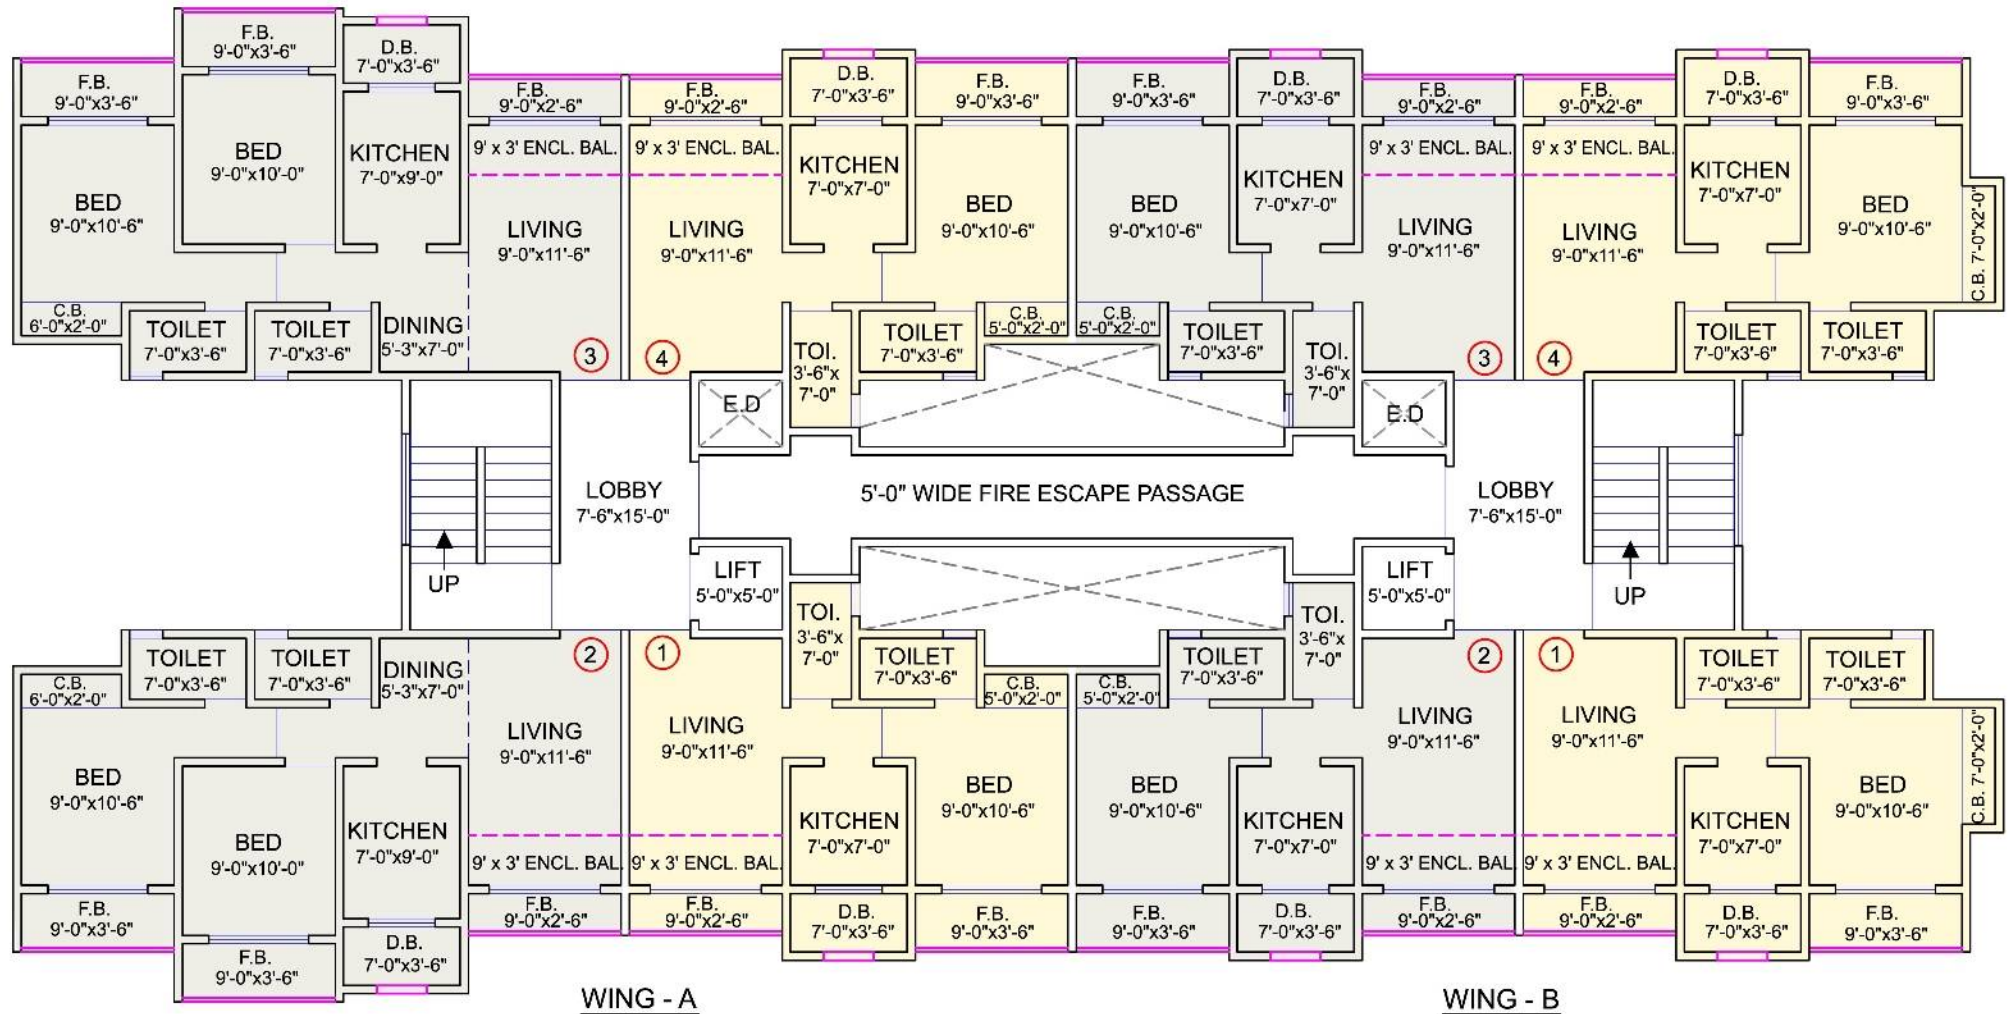 F.B.
9'-0"x3'-6"
D.B.
7'-0"x3'-6"
F.B.
9'-0"x3'-6"
F.B.
9'-0"x2'-6"
F.B.
9'-0"x2'-6"
D.B.
7'-0"x3'-6"
F.B.
9'-0"x3'-6"
F.B.
9'-0"x3'-6"
D.B.
7'-0"x3'-6"
F.B.
9'-0"x2'-6"
F.B.
9'-0"x2'-6"
D.B.
7'-0"x3'-6"
F.B.
9'-0"x3'-6"
BED
9'-0"x10'-6"
BED
9'-0"x10'-0"
KITCHEN
7'-0"x9'-0"
9' x 3' ENCL. BAL.
9' x 3' ENCL. BAL.
KITCHEN
7'-0"x7'-0"
BED
9'-0"x10'-6"
BED
9'-0"x10'-6"
KITCHEN
7'-0"x7'-0"
9' x 3' ENCL. BAL.
9' x 3' ENCL. BAL.
KITCHEN
7'-0"x7'-0"
BED
9'-0"x10'-6"
C.B. 7'-0"x2'-0"
LIVING
9'-0"x11'-6"
LIVING
9'-0"x11'-6"
LIVING
9'-0"x11'-6"
LIVING
9'-0"x11'-6"
C.B.
6'-0"x2'-0"
TOILET
7'-0"x3'-6"
TOILET
7'-0"x3'-6"
DINING
5'-3"x7'-0"
3
4
TOI.
3'-6"x
7'-0"
TOILET
7'-0"x3'-6"
C.B.
5'-0"x2'-0"
C.B.
5'-0"x2'-0"
TOILET
7'-0"x3'-6"
TOI.
3'-6"x
7'-0"
3
4
TOILET
7'-0"x3'-6"
TOILET
7'-0"x3'-6"
E.D
E.D
LOBBY
7'-6"x15'-0"
5'-0" WIDE FIRE ESCAPE PASSAGE
LOBBY
7'-6"x15'-0"
UP
LIFT
5'-0"x5'-0"
LIFT
5'-0"x5'-0"
UP
C.B.
6'-0"x2'-0"
TOILET
7'-0"x3'-6"
TOILET
7'-0"x3'-6"
DINING
5'-3"x7'-0"
2
1
TOI.
3'-6"x
7'-0"
TOILET
7'-0"x3'-6"
C.B.
5'-0"x2'-0"
C.B.
5'-0"x2'-0"
TOILET
7'-0"x3'-6"
TOI.
3'-6"x
7'-0"
2
1
TOILET
7'-0"x3'-6"
TOILET
7'-0"x3'-6"
LIVING
9'-0"x11'-6"
LIVING
9'-0"x11'-6"
LIVING
9'-0"x11'-6"
LIVING
9'-0"x11'-6"
C.B. 7'-0"x2'-0"
BED
9'-0"x10'-6"
BED
9'-0"x10'-0"
KITCHEN
7'-0"x9'-0"
9' x 3' ENCL. BAL.
9' x 3' ENCL. BAL.
KITCHEN
7'-0"x7'-0"
BED
9'-0"x10'-6"
BED
9'-0"x10'-6"
KITCHEN
7'-0"x7'-0"
9' x 3' ENCL. BAL.
9' x 3' ENCL. BAL.
KITCHEN
7'-0"x7'-0"
BED
9'-0"x10'-6"
F.B.
9'-0"x3'-6"
F.B.
9'-0"x3'-6"
D.B.
7'-0"x3'-6"
F.B.
9'-0"x2'-6"
F.B.
9'-0"x2'-6"
D.B.
7'-0"x3'-6"
F.B.
9'-0"x3'-6"
F.B.
9'-0"x3'-6"
D.B.
7'-0"x3'-6"
F.B.
9'-0"x2'-6"
F.B.
9'-0"x2'-6"
D.B.
7'-0"x3'-6"
F.B.
9'-0"x3'-6"
WING - A
WING - B